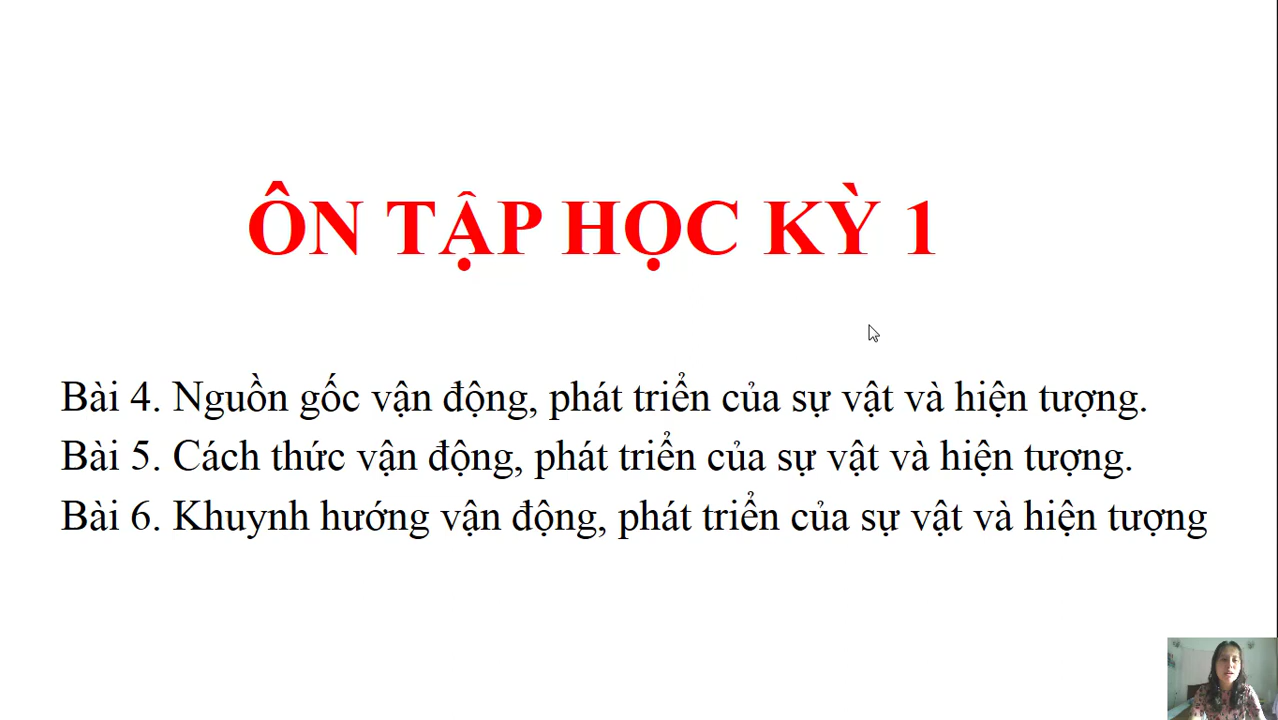 ÔN TẬP HỌC KỲ 1
Bài 4. Nguồn gốc vận động, phát triển của sự vật và hiện tượng.
Bài 5. Cách thức vận động, phát triển của sự vật và hiện tượng.
Bài 6. Khuynh hướng vận động, phát triển của sự vật và hiện tượng